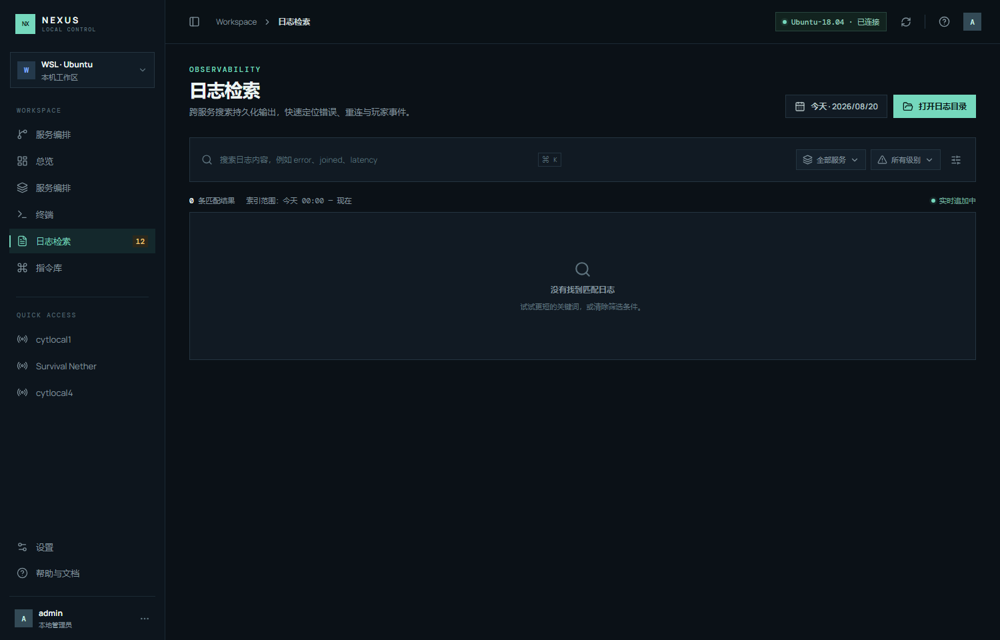 NX
NEXUS
LOCAL CONTROL
W
WSL · Ubuntu
本机工作区
WORKSPACE
服务编排
总览
服务编排
终端
日志检索
12
指令库
QUICK ACCESS
cytlocal1
Survival Nether
cytlocal4
设置
帮助与文档
A
admin
本地管理员
Workspace
日志检索
Ubuntu-18.04 · 已连接
A
OBSERVABILITY
日志检索
跨服务搜索持久化输出，快速定位错误、重连与玩家事件。
今天 · 2026/08/20
打开日志目录
搜索日志内容，例如 error、joined、latency
⌘ K
全部服务
所有级别
0 条匹配结果 索引范围：今天 00:00 — 现在
实时追加中
没有找到匹配日志
试试更短的关键词，或清除筛选条件。